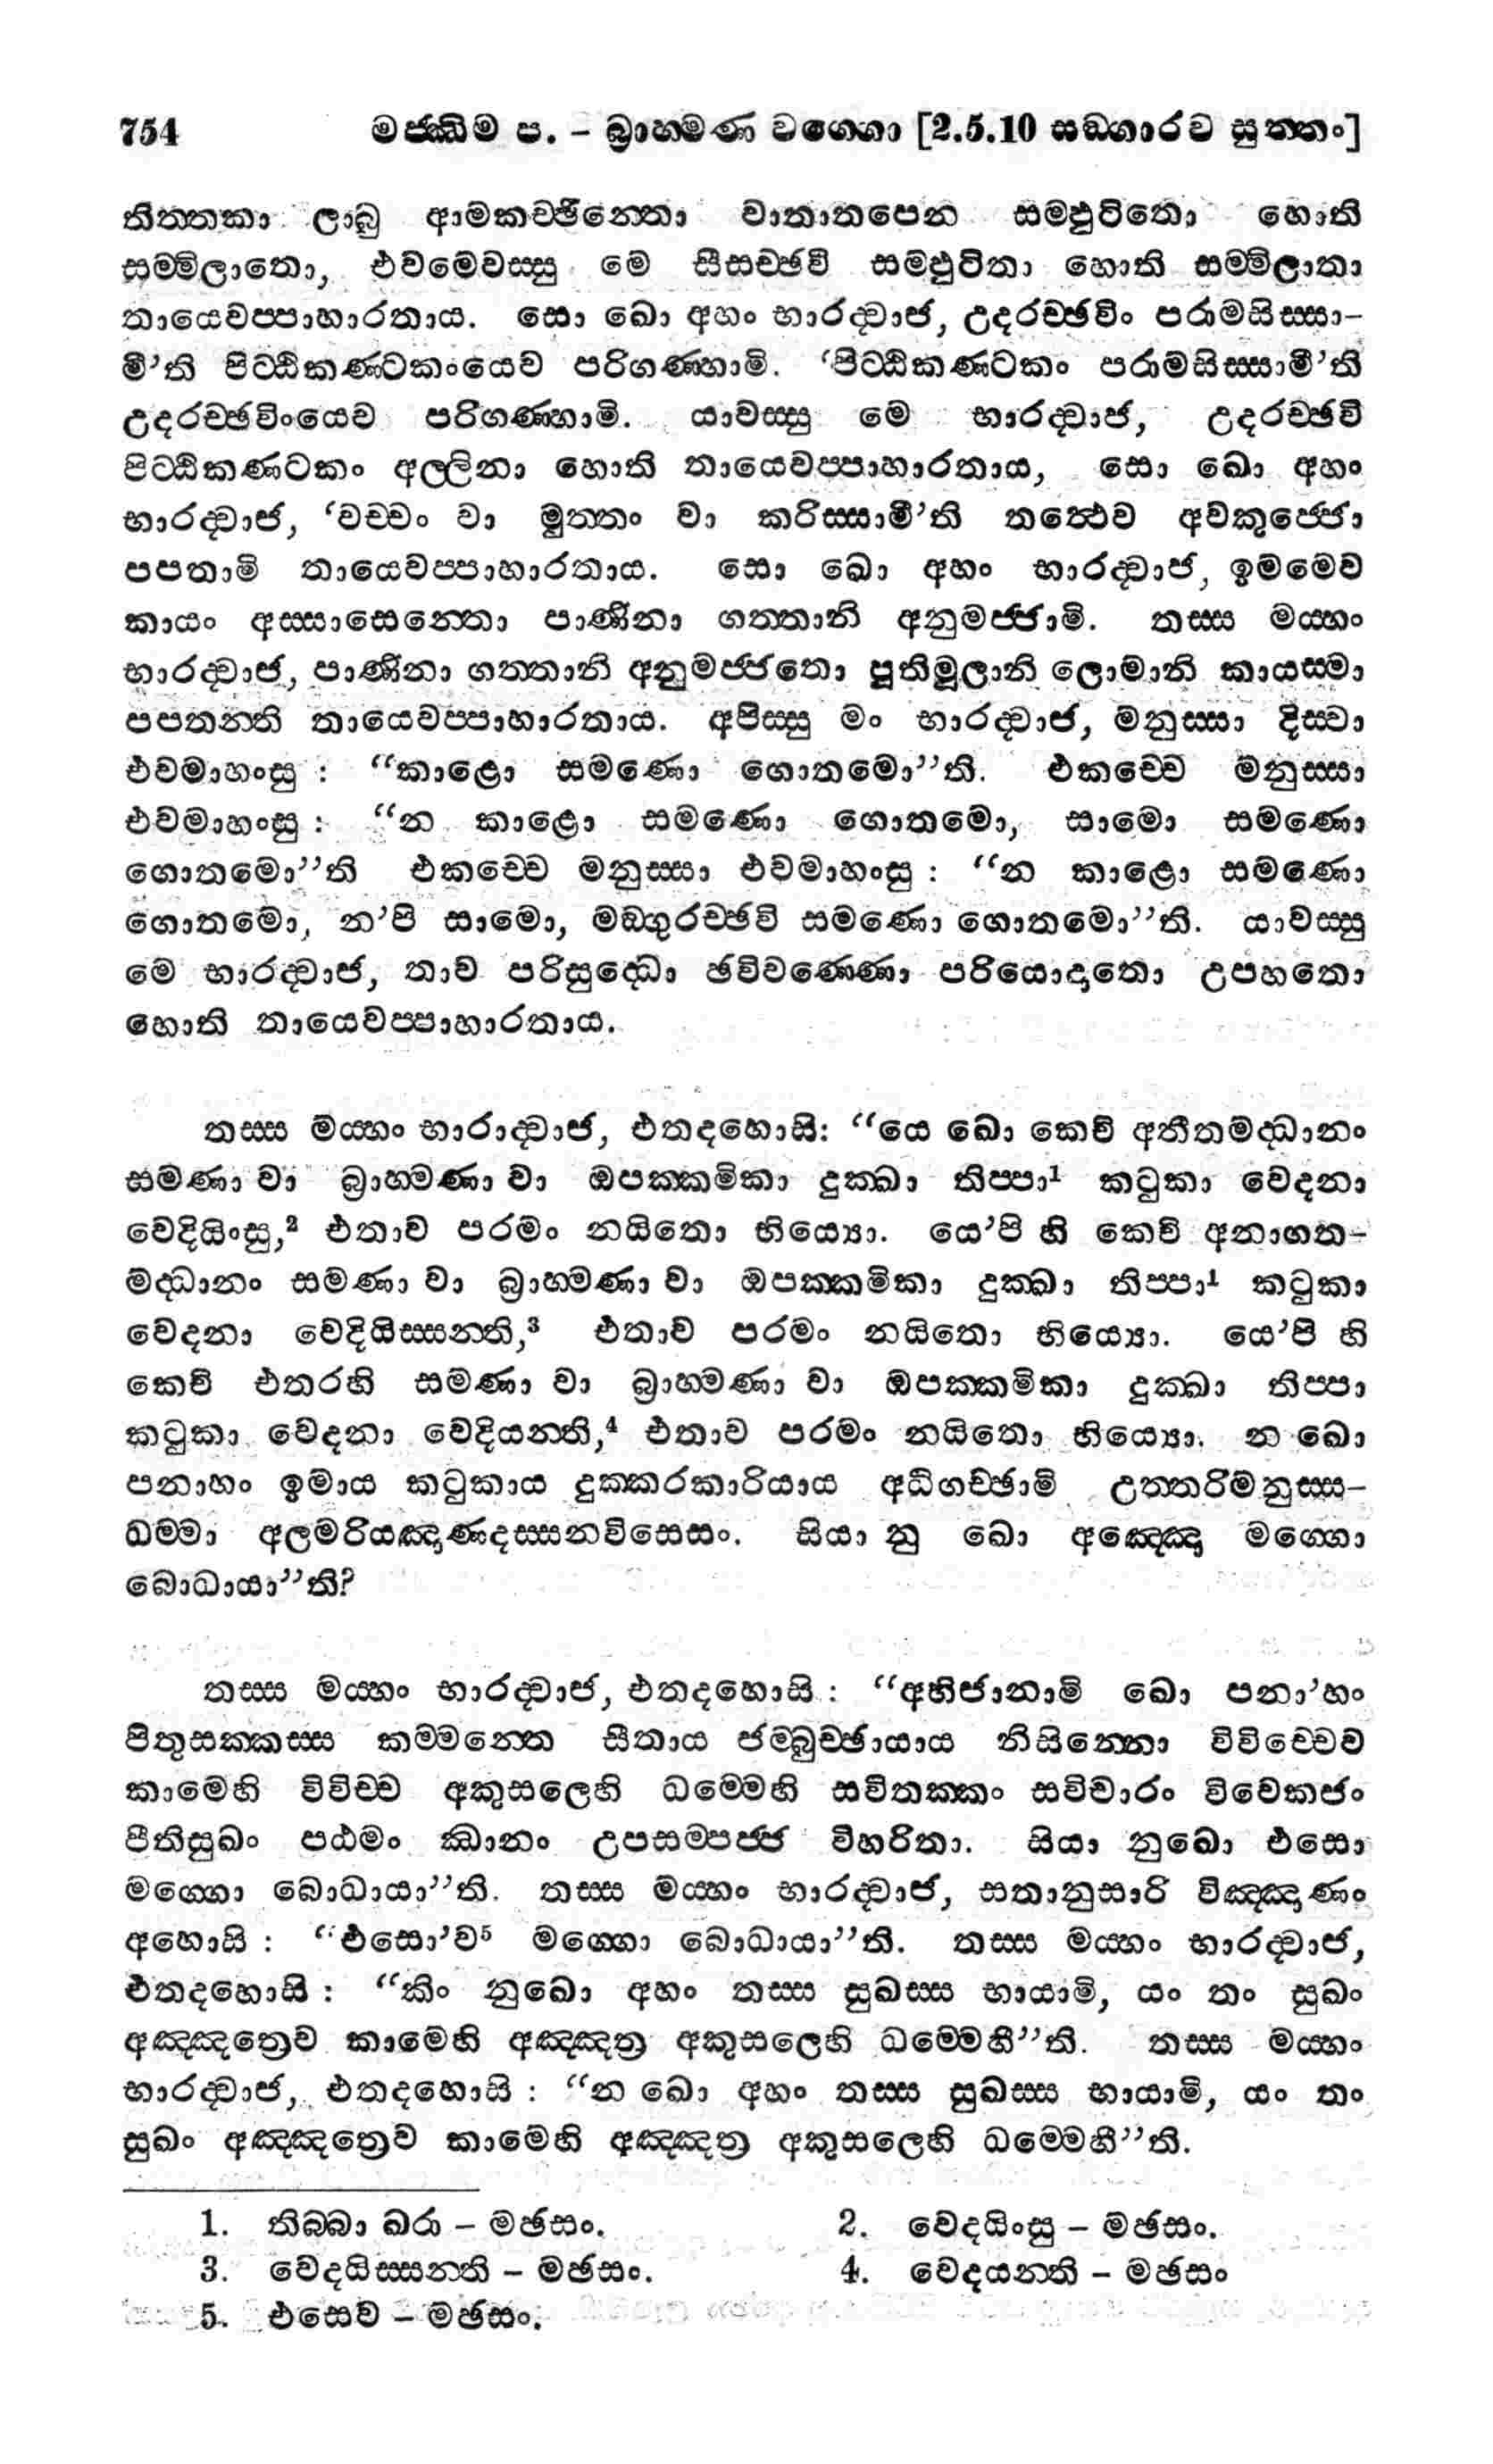 754 මජ්ඣිම ප. – බ්‍රාහ්මණ වග්ගො [2.5.10 සඞ්ගාරව සුත්තං]
තිත්තකා ලාබු ආමකච්ඡින්නො වාතාතපෙන සම්ඵුටිතො හොති
සම්මිලාතො, එවමෙවස්සු මෙ සීසච්ඡවි සම්ඵුටිතා හොති සම්මිලාතා
තායෙවප්පාහාරතාය. සො ඛො අහං භාරද්වාජ, උදරච්ඡවිං පරාමසිස්සා-
මී’ති පිට්ඨිකණ්ටකංයෙව පරිගණ්හාමි. ‘පිට්ඨිකණ්ටකං පරාමසිස්සාමී’ති
උදරච්ඡවිංයෙව පරිගණ්හාමි. යාවස්සු මෙ භාරද්වාජ, උදරච්ඡවි
පිට්ඨිකණ්ටකං අල්ලිනා හොති තායෙවප්පාහාරතාය, සො ඛො අහං
භාරද්වාජ, ‘වච්චං වා මුත්තං වා කරිස්සාමී’ති තත්ථෙව අවකුජ්ජො
පපතාමි තායෙවප්පාහාරතාය. සො ඛො අහං භාරද්වාජ, ඉමමෙව
කායං අස්සාසෙන්තො පාණිනා ගත්තානි අනුමජ්ජාමි. තස්ස මය්හං
භාරද්වාජ, පාණිනා ගත්තානි අනුමජ්ජතො පූතිමූලානි ලොමානි කායස්මා
පපතන්ති තායෙවප්පාහාරතාය. අපිස්සු මං භාරද්වාජ, මනුස්සා දිස්වා
එවමාහංසු : “කාළො සමණො ගොතමො”ති. එකච්චෙ මනුස්සා
එවමාහංසු : “න කාළො සමණො ගොතමො, සාමො සමණො
ගොතමො”ති එකච්චෙ මනුස්සා එවමාහංසු : “න කාළො සමණො
ගොතමො, න’පි සාමො, මඞ්ගුරච්ඡවි සමණො ගොතමො”ති. යාවස්සු
මෙ භාරද්වාජ, තාව පරිසුද්ධො ඡවිවණ්ණො පරියොදාතො උපහතො
හොති තායෙවප්පාහාරතාය.
තස්ස මය්හං භාරාද්වාජ, එතදහොසි: “යෙ ඛො කෙචි අතීතමද්ධානං
සමණා වා බ්‍රාහ්මණා වා ඔපක්කමිකා දුක්ඛා තිප්පා¹ කටුකා වෙදනා
වෙදියිංසු,² එතාව පරමං නයිතො භිය්‍යො. යෙ’පි හි කෙචි අනාගත-
මද්ධානං සමණා වා බ්‍රාහ්මණා වා ඔපක්කමිකා දුක්ඛා තිප්පා¹ කටුකා
වෙදනා වෙදියිස්සන්ති,³ එතාව පරමං නයිතො භිය්‍යො. යෙ’පි හි
කෙචි එතරහි සමණා වා බ්‍රාහ්මණා වා ඔපක්කමිකා දුක්ඛා තිප්පා
කටුකා වෙදනා වෙදියන්ති,⁴ එතාව පරමං නයිතො භිය්‍යො. න ඛො
පනාහං ඉමාය කටුකාය දුක්කරකාරියාය අධිගච්ඡාමි උත්තරිමනුස්ස-
ධම්මා අලමරියඤාණදස්සනවිසෙසං. සියා නු ඛො අඤ්ඤො මග්ගො
බොධායා”ති?
තස්ස මය්හං භාරද්වාජ, එතදහොසි : “අභිජානාමි ඛො පනා’හං
පිතුසක්කස්ස කම්මන්තෙ සීතාය ජම්බුච්ඡායාය නිසින්නො විවිච්චෙව
කාමෙහි විවිච්ච අකුසලෙහි ධම්මෙහි සවිතක්කං සවිචාරං විවෙකජං
පීතිසුඛං පඨමං ඣානං උපසම්පජ්ජ විහරිතා. සියා නුඛො එසො
මග්ගො බොධායා”ති. තස්ස මය්හං භාරද්වාජ, සතානුසාරි විඤ්ඤාණං
අහොසි : “එසො’ව⁵ මග්ගො බොධායා”ති. තස්ස මය්හං භාරද්වාජ,
එතදහොසි : “කිං නුඛො අහං තස්ස සුඛස්ස භායාමි, යං තං සුඛං
අඤ්ඤත්‍රෙව කාමෙහි අඤ්ඤත්‍ර අකුසලෙහි ධම්මෙහී”ති. තස්ස මය්හං
භාරද්වාජ, එතදහොසි : “න ඛො අහං තස්ස සුඛස්ස භායාමි, යං තං
සුඛං අඤ්ඤත්‍රෙව කාමෙහි අඤ්ඤත්‍ර අකුසලෙහි ධම්මෙහී”ති.
1. තිබ්බා ඛරා – මඡසං. 2. වෙදයිංසු – මඡසං.
3. වෙදයිස්සන්ති – මඡසං. 4. වෙදයන්ති – මඡසං
5. එසෙව – මඡසං.